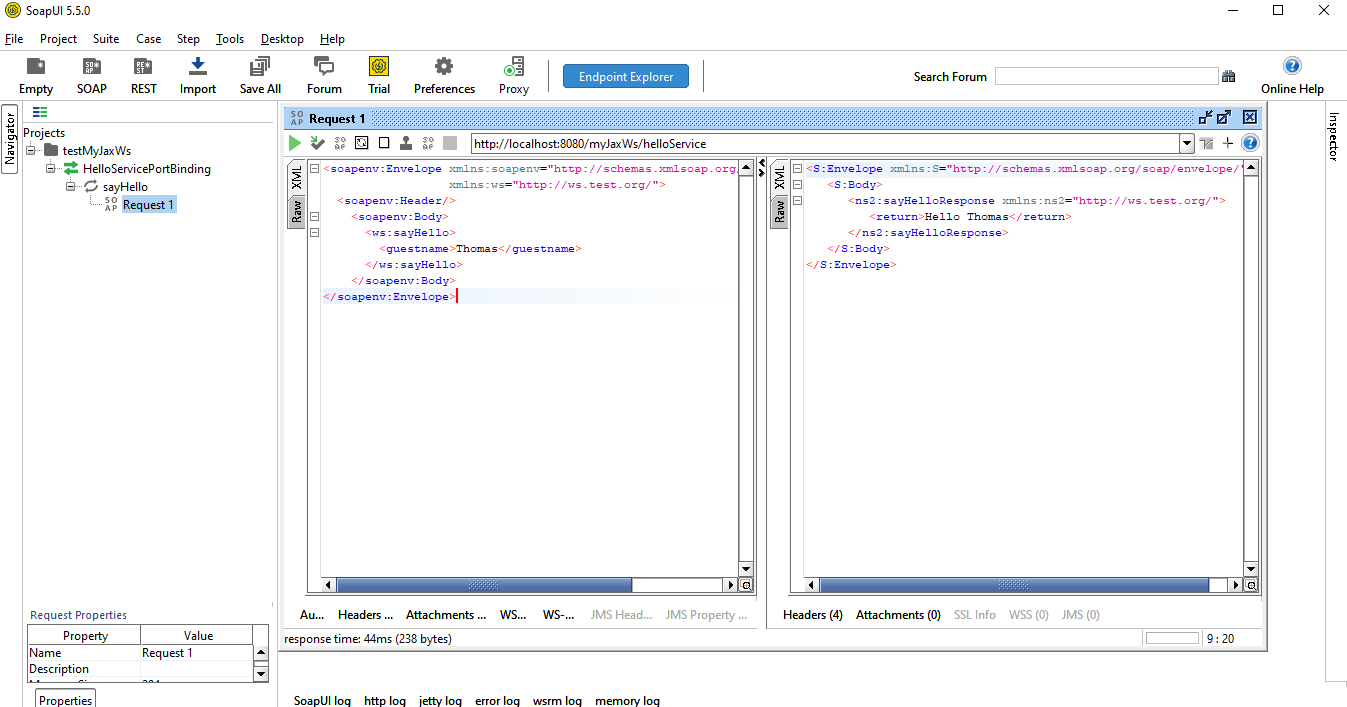 SoapUI 5.5.0
File Project Suite Case Step Tools Desktop Help
Empty SOAP REST Import Save All Forum Trial Preferences Proxy Endpoint Explorer Search Forum Online Help
Navigator
Projects
testMyJaxWs
HelloServicePortBinding
sayHello
Request 1
SO AP Request 1
http://localhost:8080/myJaxWs/helloService
XML
Raw
<soapenv:Envelope xmlns:soapenv="http://schemas.xmlsoap.org/
xmlns:ws="http://ws.test.org/">
<soapenv:Header/>
<soapenv:Body>
<ws:sayHello>
<guestname>Thomas</guestname>
</ws:sayHello>
</soapenv:Body>
</soapenv:Envelope>
XML
Raw
<S:Envelope xmlns:S="http://schemas.xmlsoap.org/soap/envelope/"
<S:Body>
<ns2:sayHelloResponse xmlns:ns2="http://ws.test.org/">
<return>Hello Thomas</return>
</ns2:sayHelloResponse>
</S:Body>
</S:Envelope>
Inspector
Au... Headers ... Attachments ... WS... WS-... JMS Head... JMS Property ...
Headers (4) Attachments (0) SSL Info WSS (0) JMS (0)
response time: 44ms (238 bytes)
9 : 20
Request Properties
Property Value
Name Request 1
Description
Properties
SoapUI log http log jetty log error log wsrm log memory log